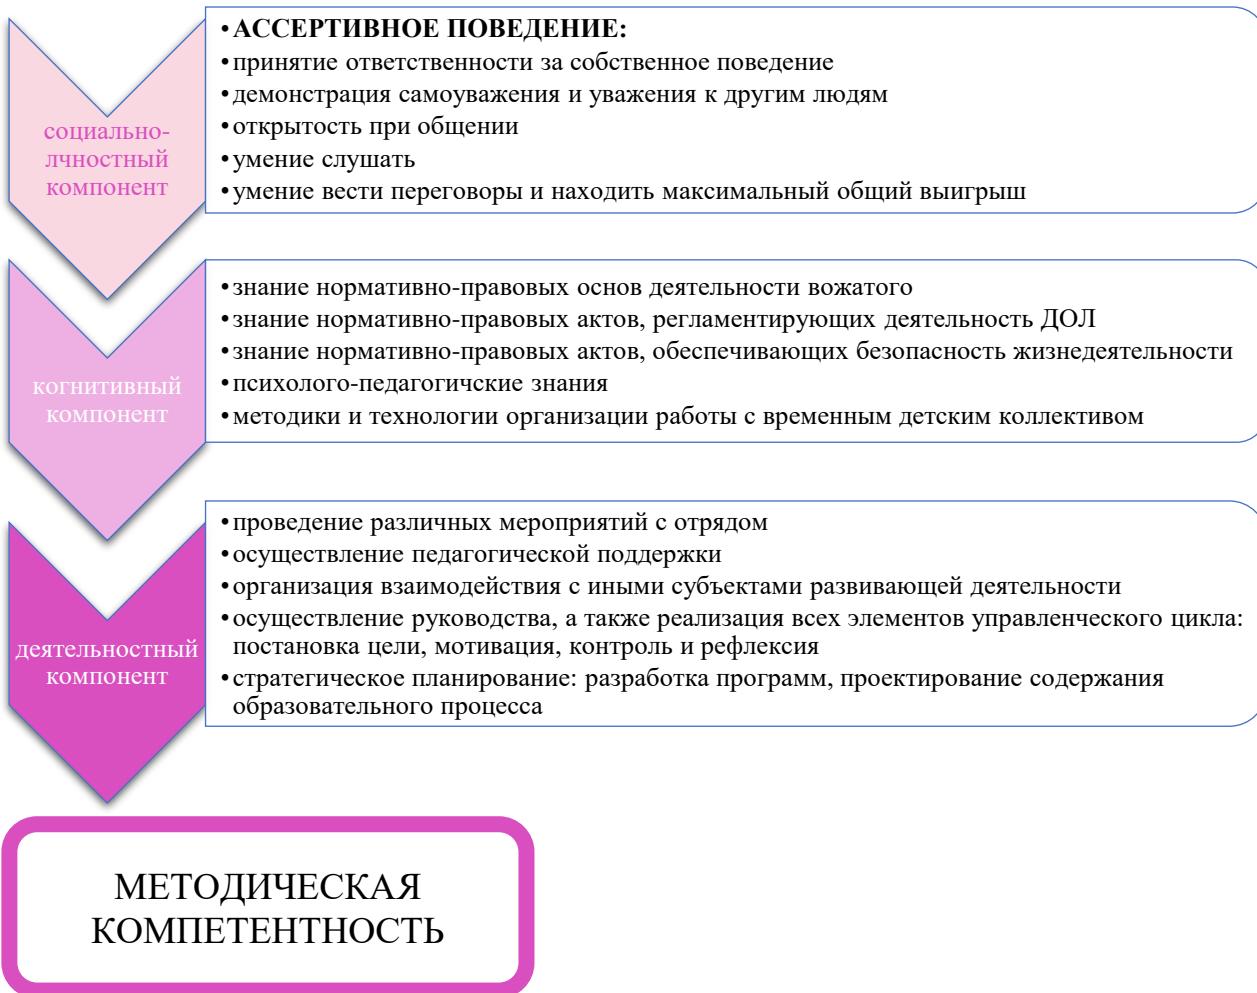 •АССЕРТИВНОЕ ПОВЕДЕНИЕ:
•принятие ответственности за собственное поведение
•демонстрация самоуважения и уважения к другим людям
•открытость при общении
•умение слушать
•умение вести переговоры и находить максимальный общий выигрыш
социально-
лчностный
компонент
•знание нормативно-правовых основ деятельности вожатого
•знание нормативно-правовых актов, регламентирующих деятельность ДОЛ
•знание нормативно-правовых актов, обеспечивающих безопасность жизнедеятельности
•психолого-педагогичские знания
•методики и технологии организации работы с временным детским коллективом
когнитивный
компонент
•проведение различных мероприятий с отрядом
•осуществление педагогической поддержки
•организация взаимодействия с иными субъектами развивающей деятельности
•осуществление руководства, а также реализация всех элементов управленческого цикла:
постановка цели, мотивация, контроль и рефлексия
•стратегическое планирование: разработка программ, проектирование содержания
образовательного процесса
деятельностный
компонент
МЕТОДИЧЕСКАЯ
КОМПЕТЕНТНОСТЬ